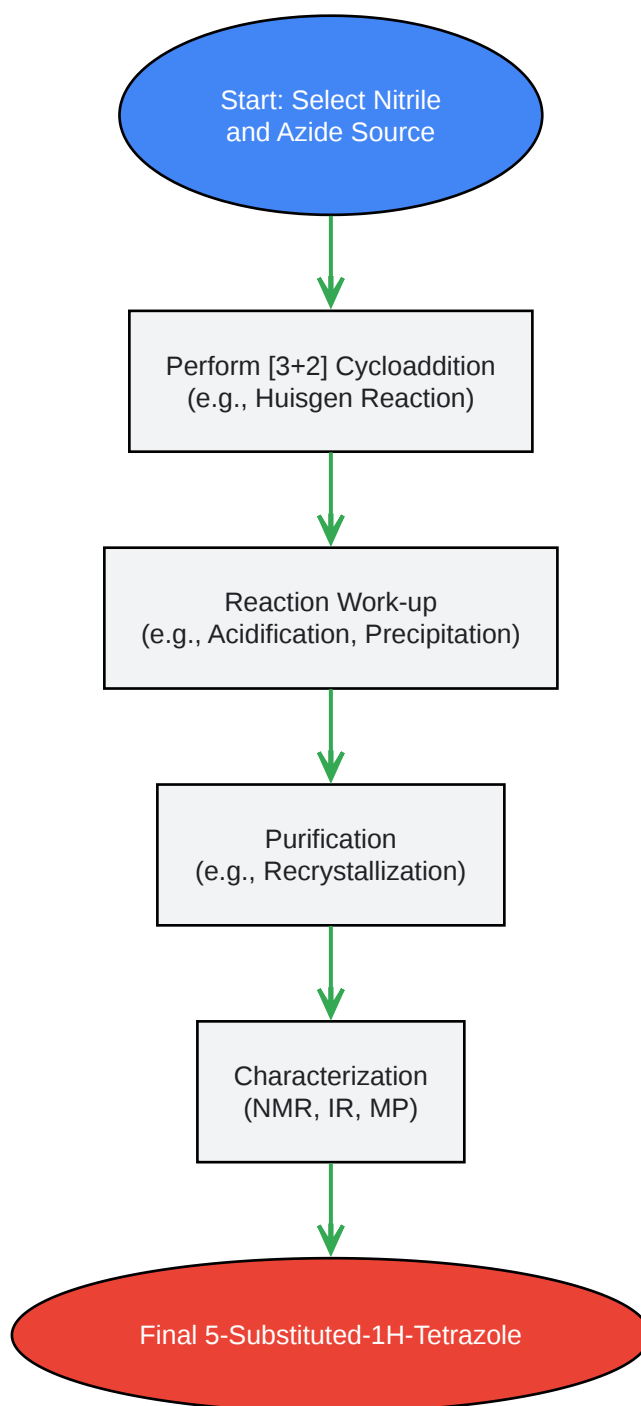 Start: Select Nitrile
and Azide Source
Perform [3+2] Cycloaddition
(e.g., Huisgen Reaction)
Reaction Work-up
(e.g., Acidification, Precipitation)
Purification
(e.g., Recrystallization)
Characterization
(NMR, IR, MP)
Final 5-Substituted-1H-Tetrazole